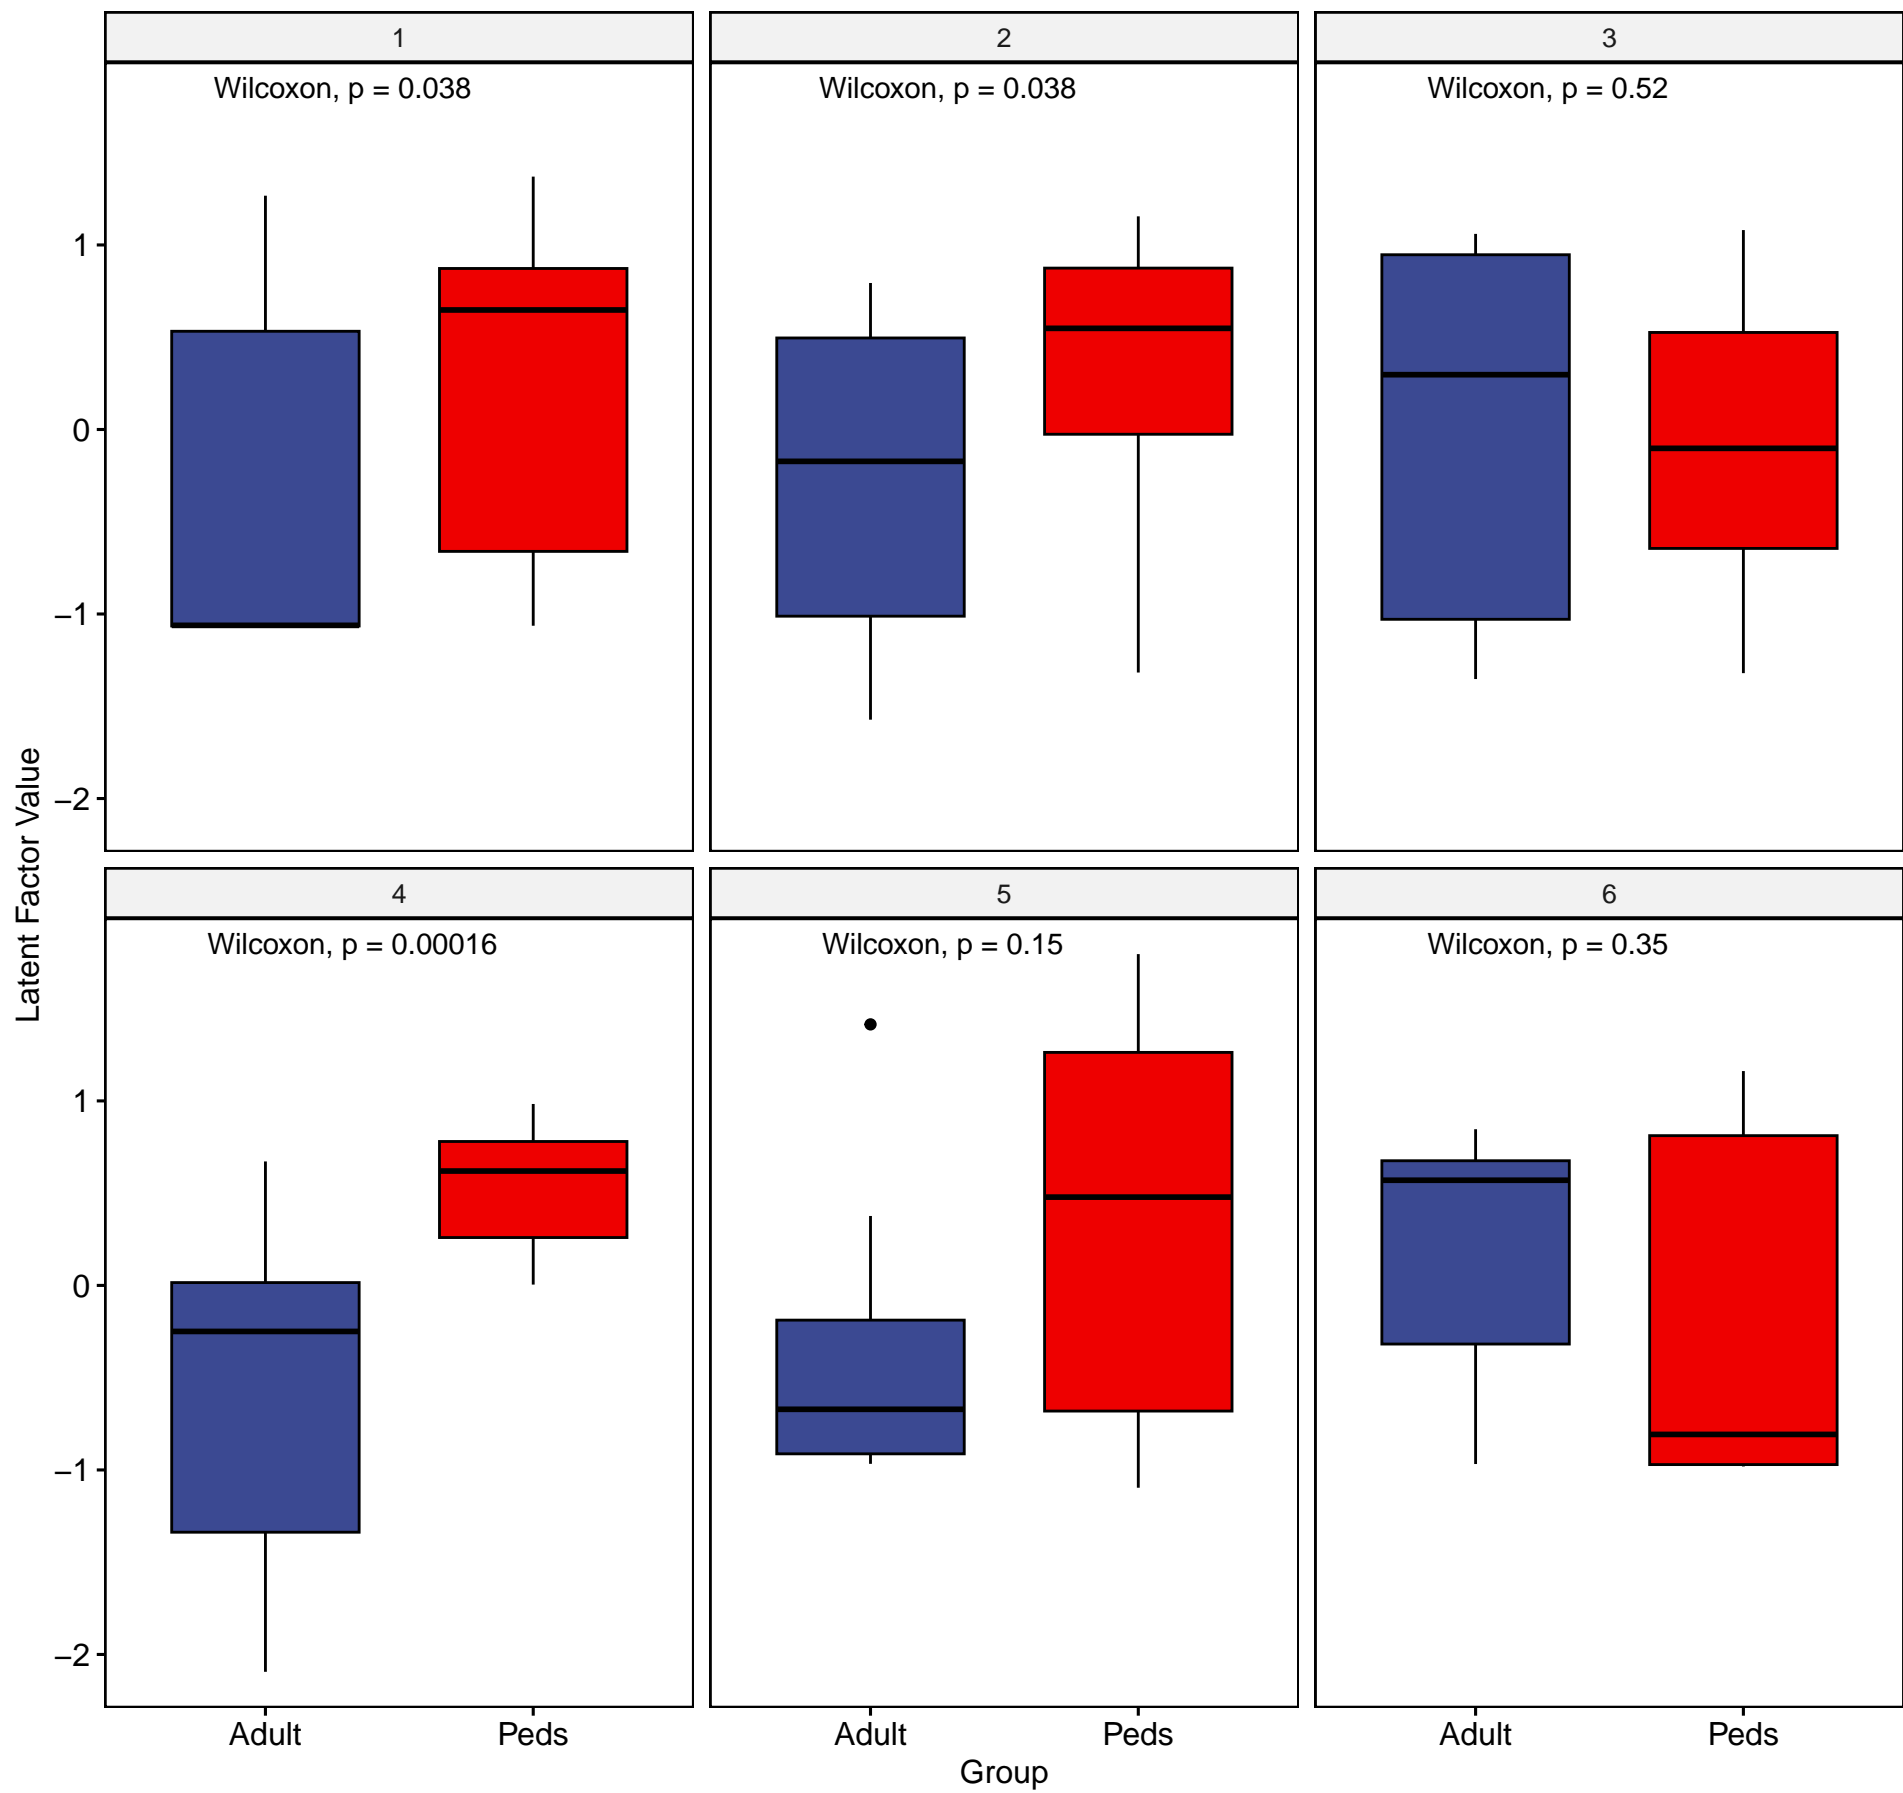 1
2
3
Wilcoxon, p = 0.038
Wilcoxon, p = 0.038
Wilcoxon, p = 0.52
1
0
−1
−2
Latent Factor Value
4
5
6
Wilcoxon, p = 0.00016
Wilcoxon, p = 0.15
Wilcoxon, p = 0.35
1
0
−1
−2
Adult
Peds
Adult
Peds
Adult
Peds
Group